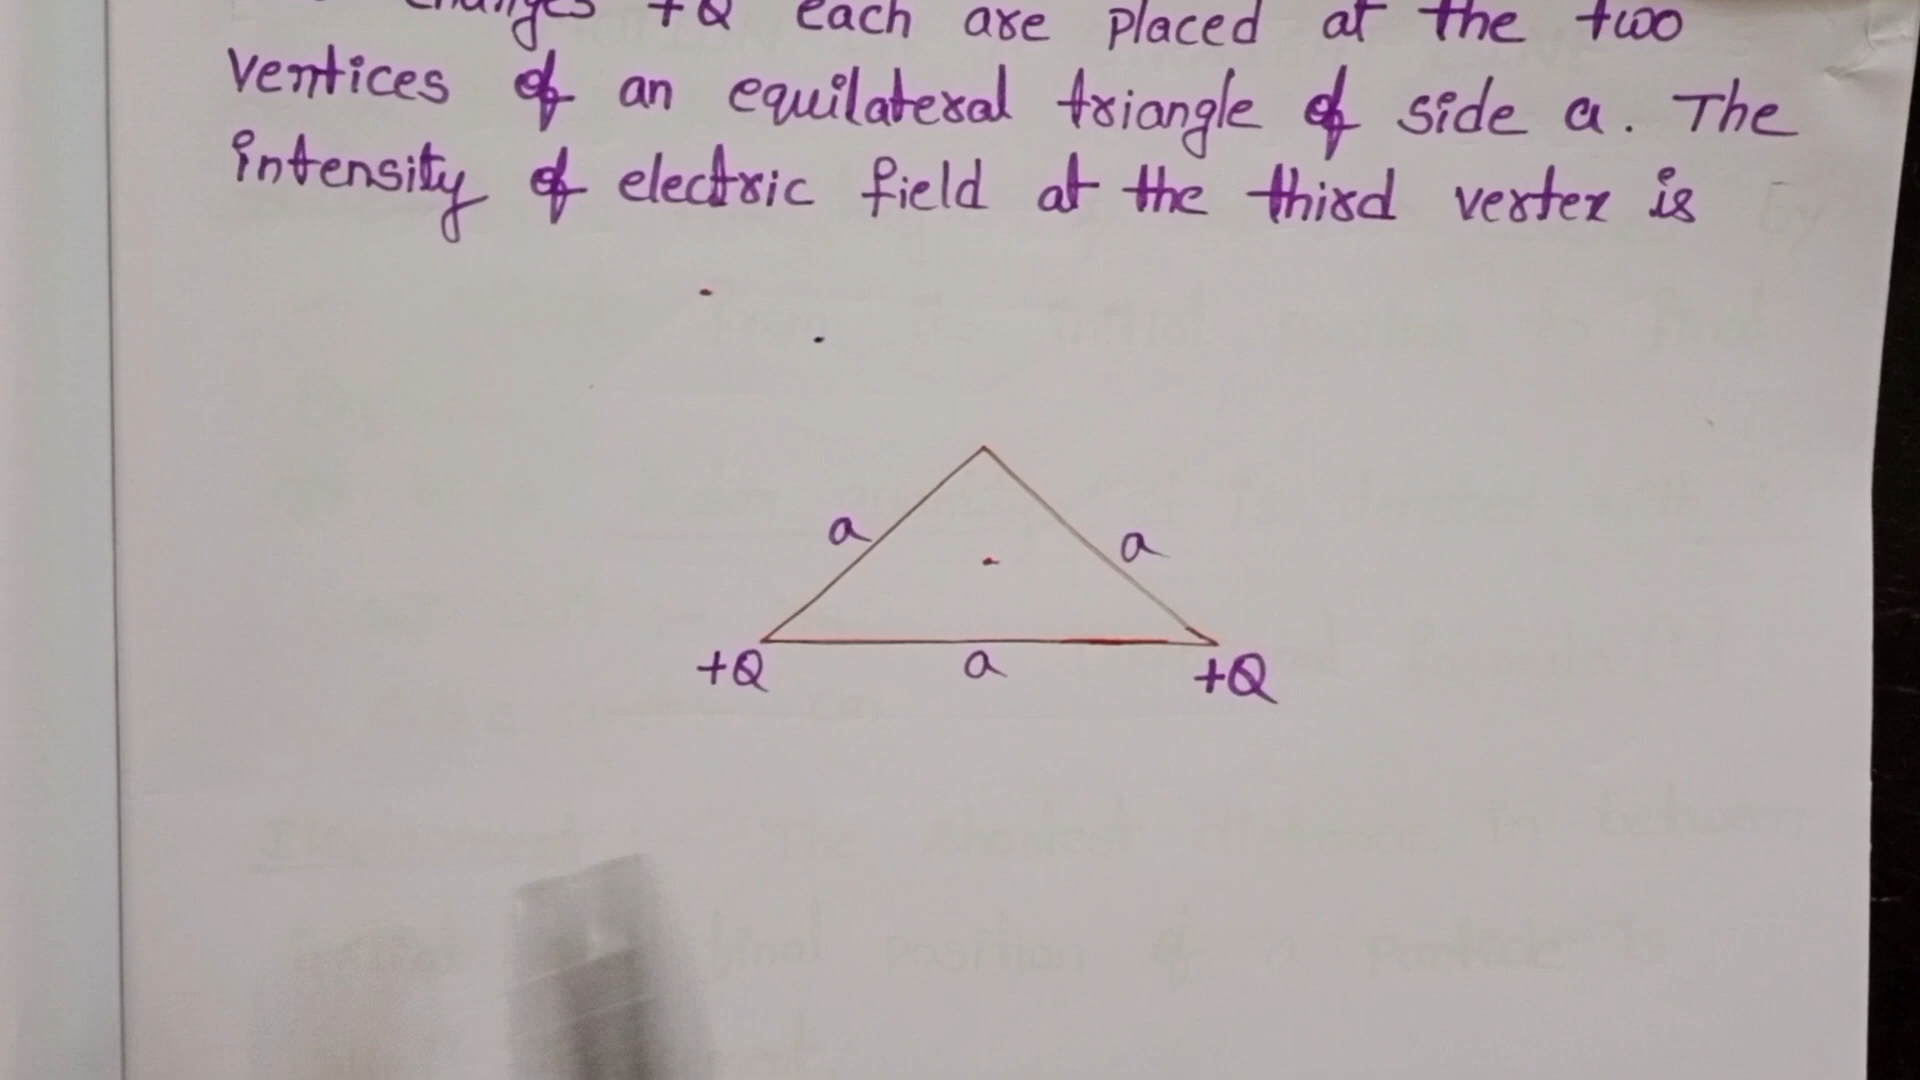 changes +Q each are placed at the two
vertices of an equilateral triangle of side a. The
intensity of electric field at the third vertex is
a
a
+Q a +Q